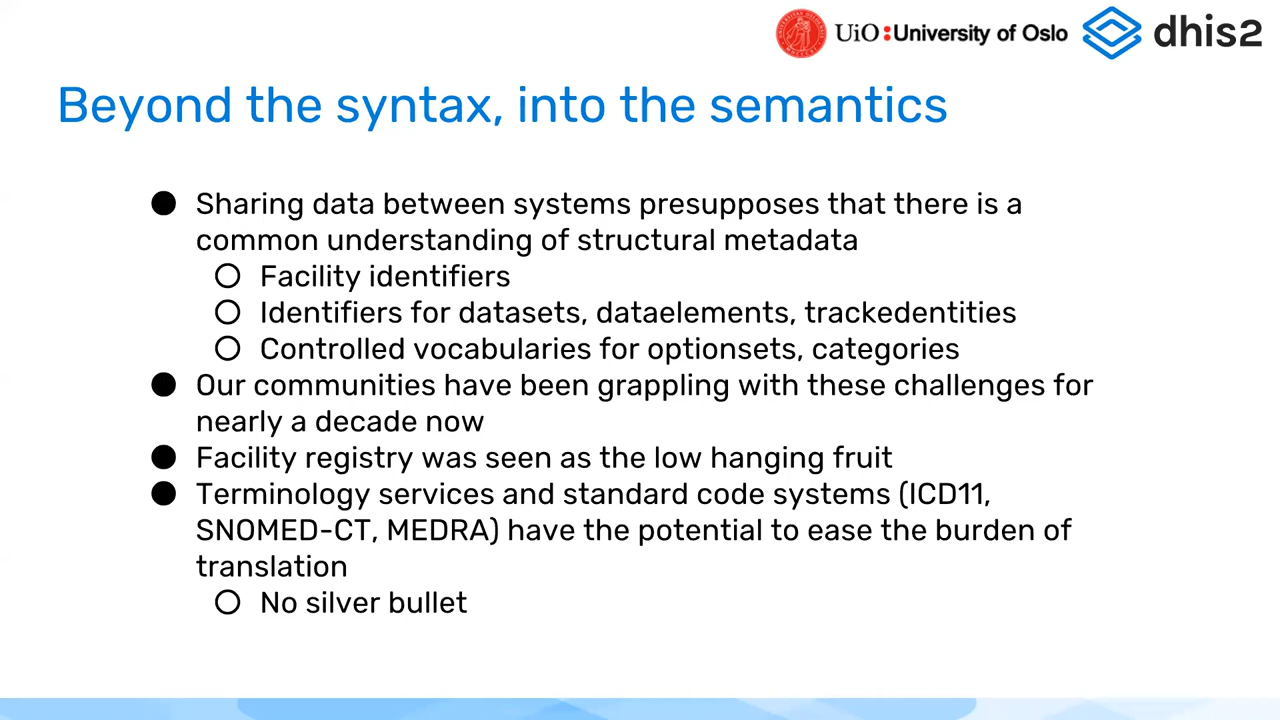 UiO:University of Oslo
dhis2
Beyond the syntax, into the semantics
● Sharing data between systems presupposes that there is a
common understanding of structural metadata
○ Facility identifiers
○ Identifiers for datasets, dataelements, trackedentities
○ Controlled vocabularies for optionsets, categories
● Our communities have been grappling with these challenges for
nearly a decade now
● Facility registry was seen as the low hanging fruit
● Terminology services and standard code systems (ICD11,
SNOMED-CT, MEDRA) have the potential to ease the burden of
translation
○ No silver bullet